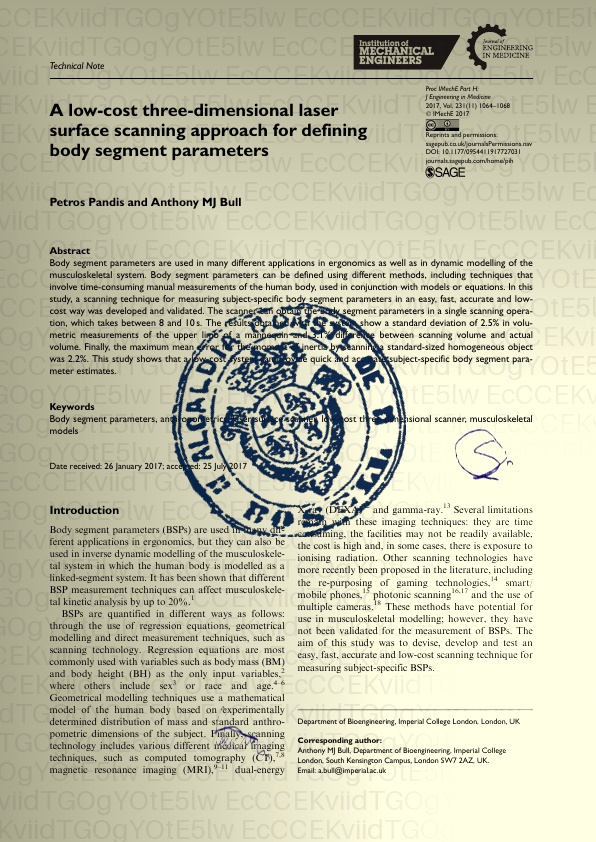 Technical Note
Institution of
MECHANICAL
ENGINEERS
Journal of
ENGINEERING
IN MEDICINE
A low-cost three-dimensional laser
surface scanning approach for defining
body segment parameters
Proc IMechE Part H:
J Engineering in Medicine
2017, Vol. 231(11) 1064–1068
© IMechE 2017
Reprints and permissions:
sagepub.co.uk/journalsPermissions.nav
DOI: 10.1177/0954411917727031
journals.sagepub.com/home/pih
SAGE
Petros Pandis and Anthony MJ Bull
Abstract
Body segment parameters are used in many different applications in ergonomics as well as in dynamic modelling of the
musculoskeletal system. Body segment parameters can be defined using different methods, including techniques that
involve time-consuming manual measurements of the human body, used in conjunction with models or equations. In this
study, a scanning technique for measuring subject-specific body segment parameters in an easy, fast, accurate and low-
cost way was developed and validated. The scanner can obtain the body segment parameters in a single scanning opera-
tion, which takes between 8 and 10 s. The results obtained with the system show a standard deviation of 2.5% in volu-
metric measurements of the upper limb of a mannequin and 3.1% difference between scanning volume and actual
volume. Finally, the maximum mean error for the moment of inertia by scanning a standard-sized homogeneous object
was 2.2%. This study shows that a low-cost system can provide quick and accurate subject-specific body segment para-
meter estimates.
Keywords
Body segment parameters, anthropometrics, laser surface scanner, low-cost three-dimensional scanner, musculoskeletal
models
Date received: 26 January 2017; accepted: 25 July 2017
Introduction
Body segment parameters (BSPs) are used in many dif-
ferent applications in ergonomics, but they can also be
used in inverse dynamic modelling of the musculoskele-
tal system in which the human body is modelled as a
linked-segment system. It has been shown that different
BSP measurement techniques can affect musculoskele-
tal kinetic analysis by up to 20%.1
BSPs are quantified in different ways as follows:
through the use of regression equations, geometrical
modelling and direct measurement techniques, such as
scanning technology. Regression equations are most
commonly used with variables such as body mass (BM)
and body height (BH) as the only input variables,2
where others include sex3 or race and age.4–6
Geometrical modelling techniques use a mathematical
model of the human body based on experimentally
determined distribution of mass and standard anthro-
pometric dimensions of the subject. Finally, scanning
technology includes various different medical imaging
techniques, such as computed tomography (CT),7,8
magnetic resonance imaging (MRI),9–11 dual-energy
X-ray (DEXA) and gamma-ray.13 Several limitations
remain with these imaging techniques: they are time
consuming, the facilities may not be readily available,
the cost is high and, in some cases, there is exposure to
ionising radiation. Other scanning technologies have
more recently been proposed in the literature, including
the re-purposing of gaming technologies,14 smart/
mobile phones,15 photonic scanning16,17 and the use of
multiple cameras.18 These methods have potential for
use in musculoskeletal modelling; however, they have
not been validated for the measurement of BSPs. The
aim of this study was to devise, develop and test an
easy, fast, accurate and low-cost scanning technique for
measuring subject-specific BSPs.
Department of Bioengineering, Imperial College London, London, UK
Corresponding author:
Anthony MJ Bull, Department of Bioengineering, Imperial College
London, South Kensington Campus, London SW7 2AZ, UK.
Email: a.bull@imperial.ac.uk